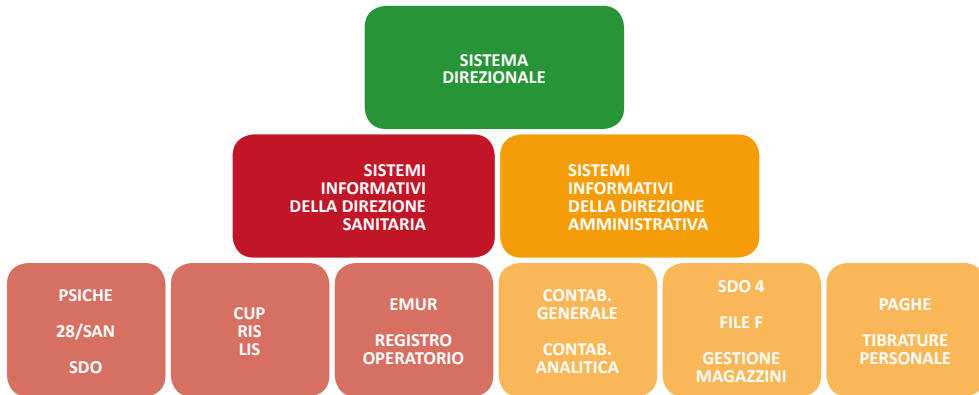 SISTEMA
DIREZIONALE
SISTEMI
INFORMATIVI
DELLA DIREZIONE
SANITARIA
SISTEMI
INFORMATIVI
DELLA DIREZIONE
AMMINISTRATIVA
PSICHE
28/SAN
SDO
CUP
RIS
LIS
EMUR
REGISTRO
OPERATORIO
CONTAB.
GENERALE
CONTAB.
ANALITICA
SDO 4
FILE F
GESTIONE
MAGAZZINI
PAGHE
TIBRATURE
PERSONALE